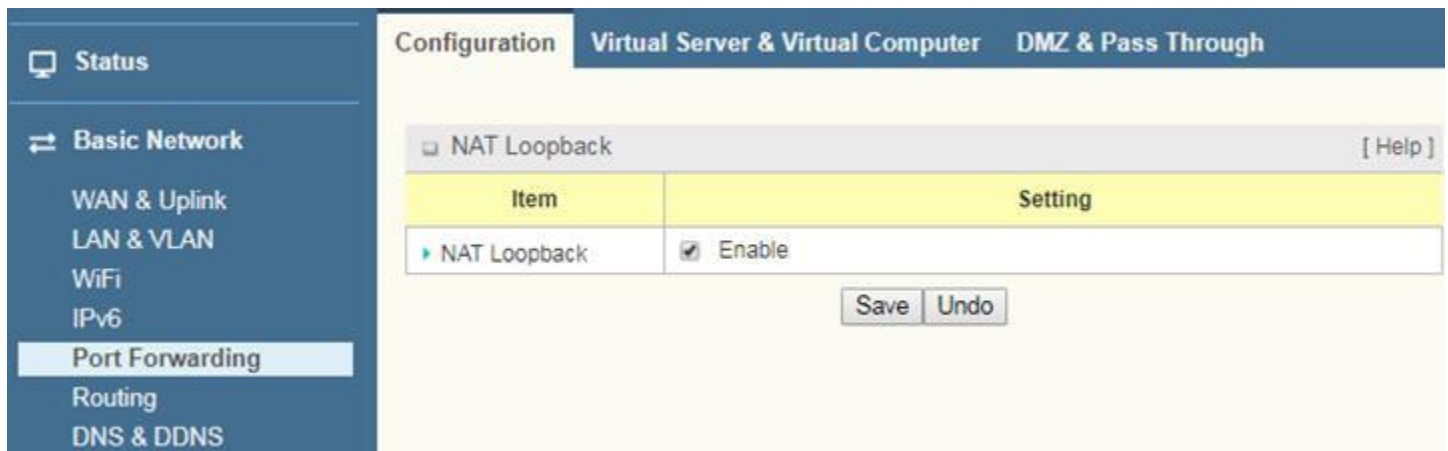 Status
Basic Network
WAN & Uplink
LAN & VLAN
WiFi
IPv6
Port Forwarding
Routing
DNS & DDNS
Configuration Virtual Server & Virtual Computer DMZ & Pass Through
NAT Loopback [ Help ]
Item Setting
NAT Loopback Enable
Save Undo